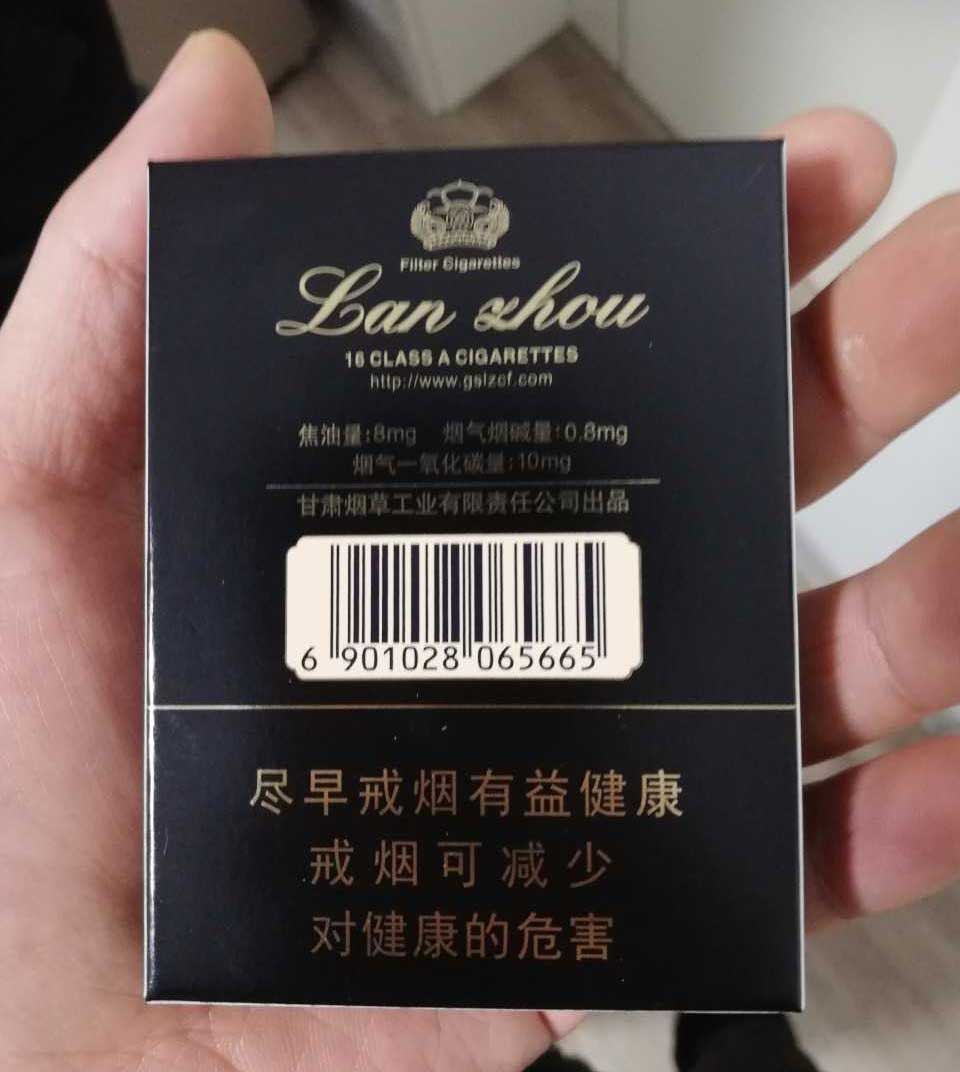 Filter Cigarettes
Lan zhou
16 CLASS A CIGARETTES
http://www.gslzcf.com
焦油量:8mg 烟气烟碱量:0.8mg
烟气一氧化碳量:10mg
甘肃烟草工业有限责任公司出品
6 901028 065665
尽早戒烟有益健康
戒烟可减少
对健康的危害